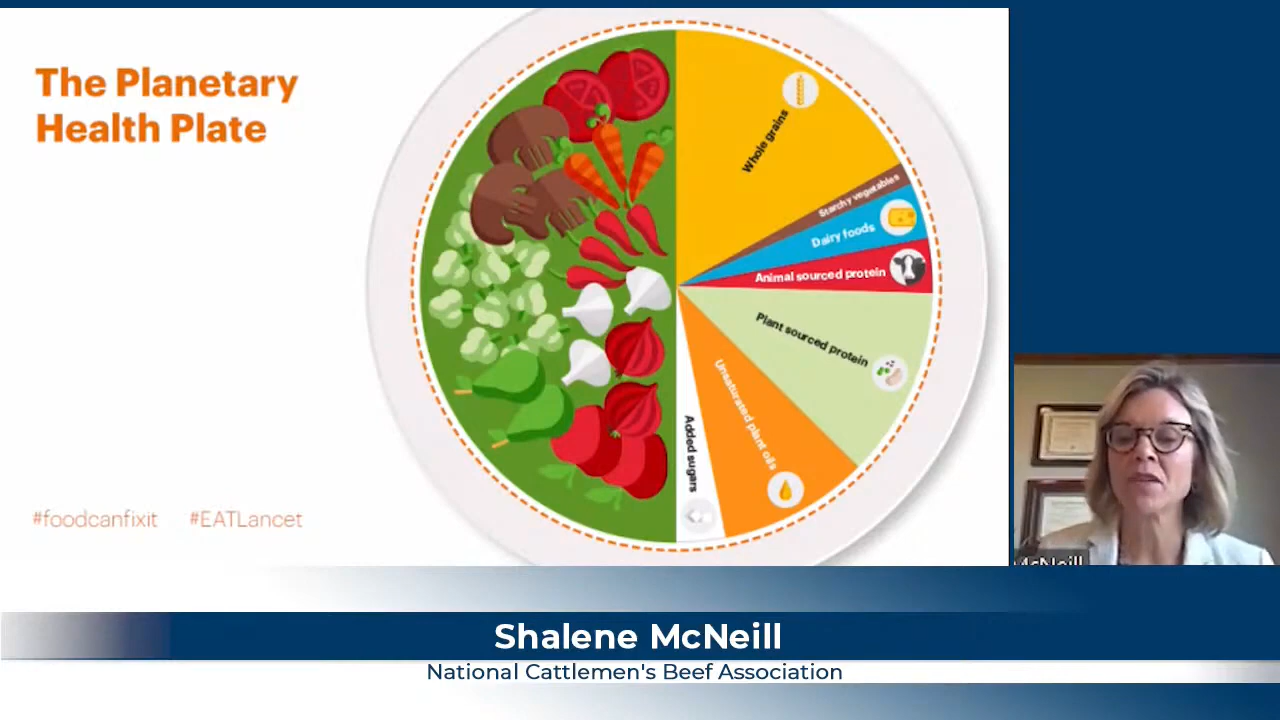 The Planetary
Health Plate
Whole grains
Starchy vegetables
Dairy foods
Animal sourced protein
Plant sourced protein
Unsaturated plant oils
Added sugars
#foodcanfixit #EATLancet
McNeill
Shalene McNeill
National Cattlemen's Beef Association